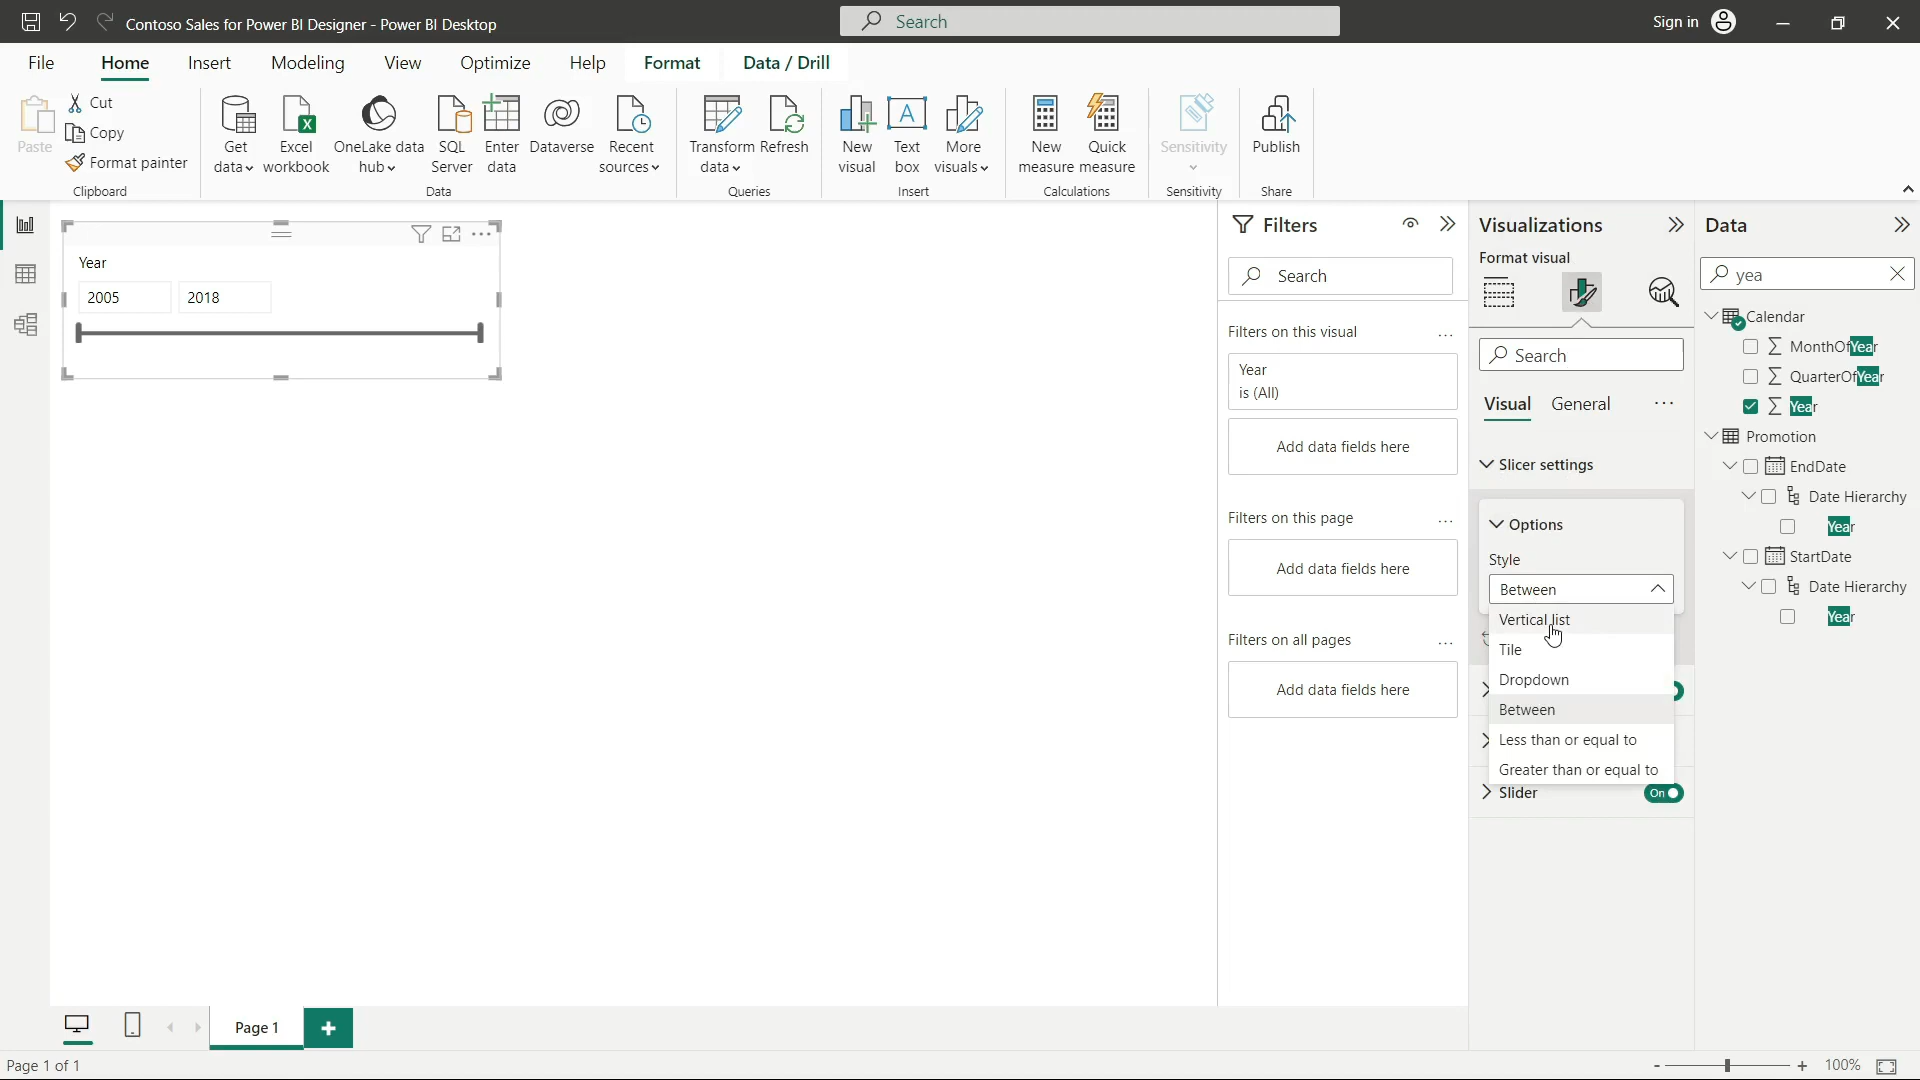 Contoso Sales for Power BI Designer - Power BI Desktop
Search
Sign in
File
Home
Insert
Modeling
View
Optimize
Help
Format
Data / Drill
Paste
Cut
Copy
Format painter
Clipboard
Get
data
Excel
workbook
OneLake data
hub
SQL
Server
Enter
data
Dataverse
Recent
sources
Data
Transform
data
Refresh
Queries
New
visual
Text
box
More
visuals
Insert
New
measure
Quick
measure
Calculations
Sensitivity
Sensitivity
Publish
Share
Year
2005
2018
Filters
Search
Filters on this visual
Year
is (All)
Add data fields here
Filters on this page
Add data fields here
Filters on all pages
Add data fields here
Visualizations
Format visual
Search
Visual
General
Slicer settings
Options
Style
Between
Vertical list
Tile
Dropdown
Between
Less than or equal to
Greater than or equal to
Slider
On
Data
yea
Calendar
MonthOfYear
QuarterOfYear
Year
Promotion
EndDate
Date Hierarchy
Year
StartDate
Date Hierarchy
Year
Page 1
Page 1 of 1
100%